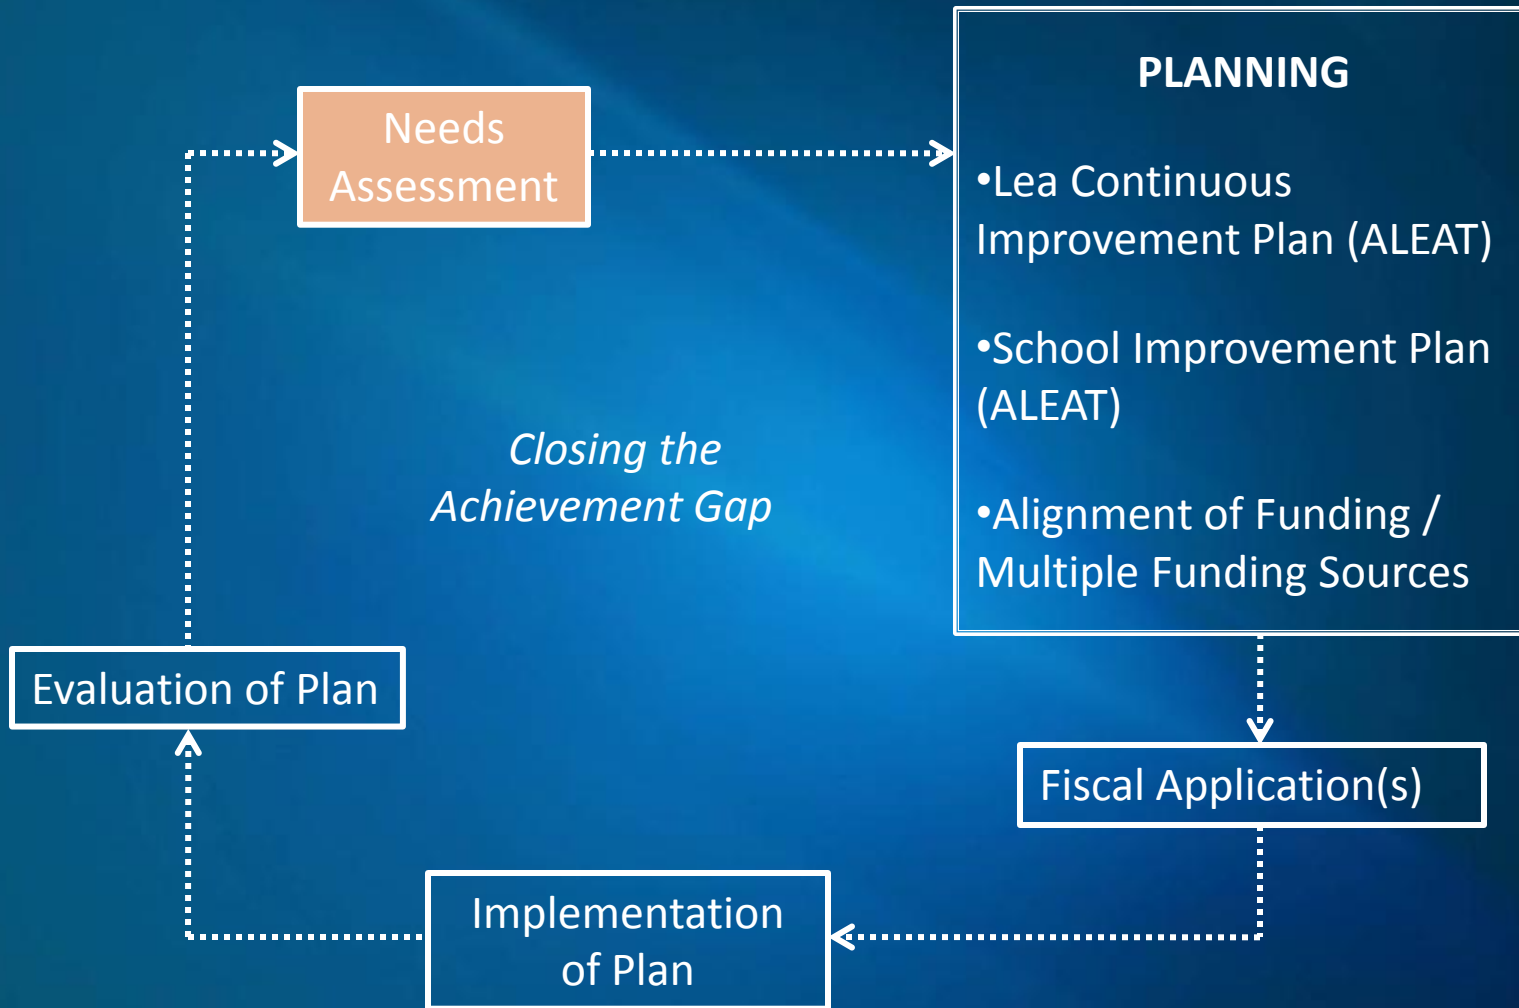 Needs
Assessment
PLANNING
•Lea Continuous
Improvement Plan (ALEAT)
•School Improvement Plan
(ALEAT)
•Alignment of Funding /
Multiple Funding Sources
Closing the
Achievement Gap
Evaluation of Plan
Fiscal Application(s)
Implementation
of Plan